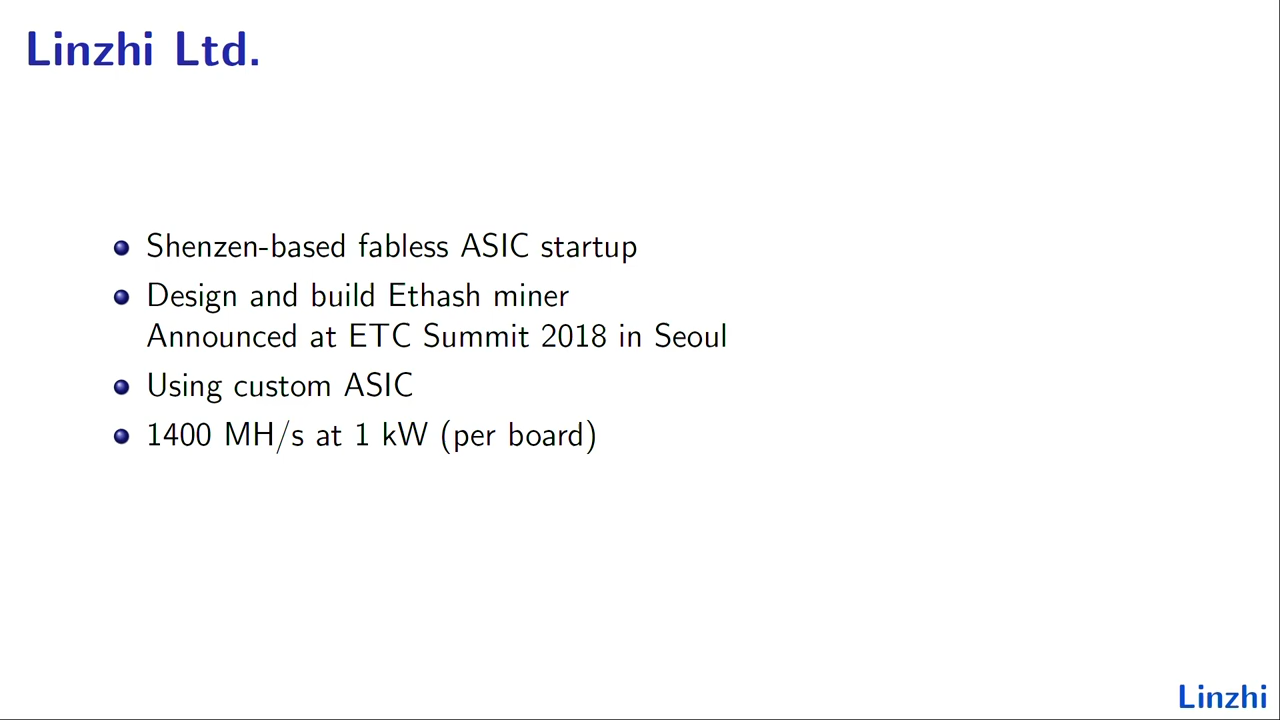 Linzhi Ltd.
Shenzen-based fabless ASIC startup
Design and build Ethash miner
Announced at ETC Summit 2018 in Seoul
Using custom ASIC
1400 MH/s at 1 kW (per board)
Linzhi